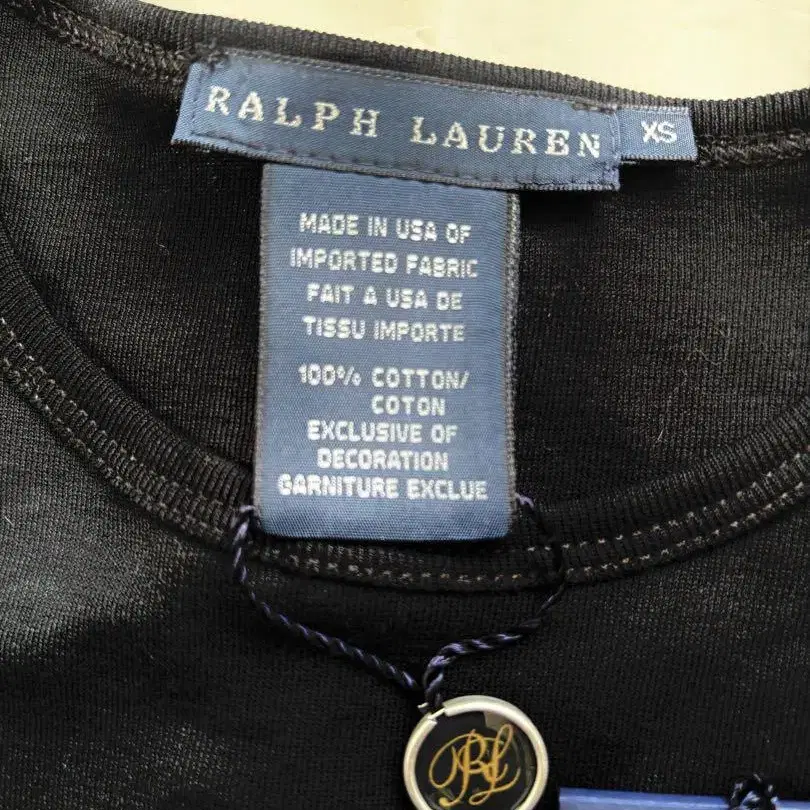 RALPH LAUREN XS
MADE IN USA OF
IMPORTED FABRIC
FAIT A USA DE
TISSU IMPORTE
100% COTTON/
COTON
EXCLUSIVE OF
DECORATION
GARNITURE EXCLUE
RL